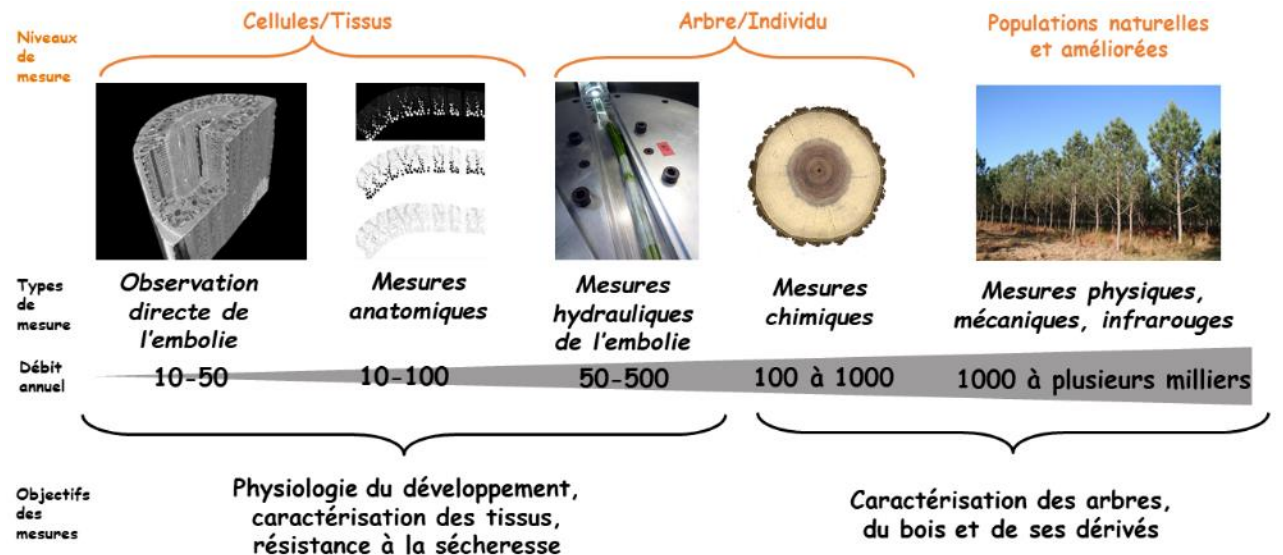 Niveaux
de
mesure
Cellules/Tissus
Arbre/Individu
Populations naturelles
et améliorées
Types
de
mesure
Observation
directe de
l'embolie
Mesures
anatomiques
Mesures
hydrauliques
de l'embolie
Mesures
chimiques
Mesures physiques,
mécaniques, infrarouges
Débit
annuel
10-50
10-100
50-500
100 à 1000
1000 à plusieurs milliers
Objectifs
des
mesures
Physiologie du développement,
caractérisation des tissus,
résistance à la sécheresse
Caractérisation des arbres,
du bois et de ses dérivés